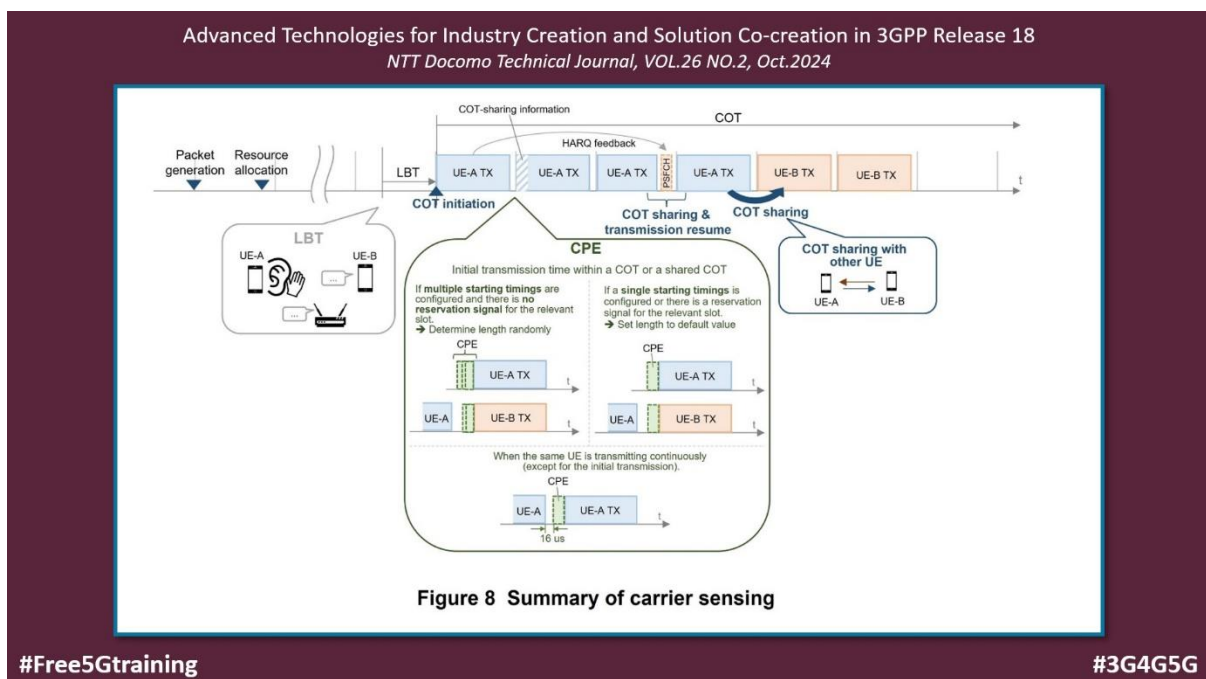 Advanced Technologies for Industry Creation and Solution Co-creation in 3GPP Release 18
NTT Docomo Technical Journal, VOL.26 NO.2, Oct.2024
COT-sharing information
COT
HARQ feedback
Packet
generation
Resource
allocation
LBT
UE-A TX
UE-A TX
UE-A TX
PSFCH
UE-A TX
UE-B TX
UE-B TX
t
COT initiation
COT sharing &
transmission resume
COT sharing
LBT
UE-A
UE-B
...
...
COT sharing with
other UE
UE-A
UE-B
CPE
Initial transmission time within a COT or a shared COT
If multiple starting timings are
configured and there is no
reservation signal for the relevant
slot.
➔ Determine length randomly
CPE
UE-A TX
t
UE-A
UE-B TX
t
If a single starting timings is
configured or there is a reservation
signal for the relevant slot.
➔ Set length to default value
CPE
UE-A TX
t
UE-A
UE-B TX
t
When the same UE is transmitting continuously
(except for the initial transmission).
CPE
UE-A
UE-A TX
t
16 us
Figure 8 Summary of carrier sensing
#Free5Gtraining
#3G4G5G